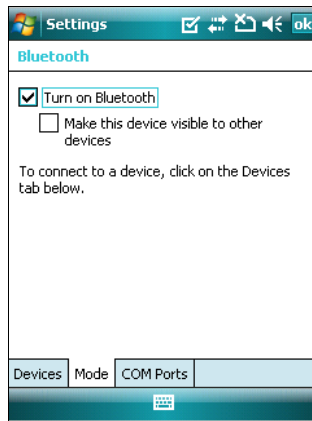 Settings ok
Bluetooth
Turn on Bluetooth
Make this device visible to other
devices
To connect to a device, click on the Devices
tab below.
Devices Mode COM Ports